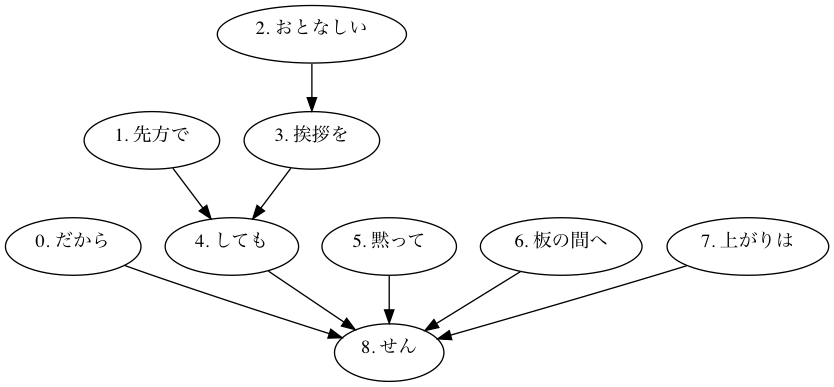 2. おとなしい
1. 先方で
3. 挨拶を
0. だから
4. しても
5. 黙って
6. 板の間へ
7. 上がりは
8. せん